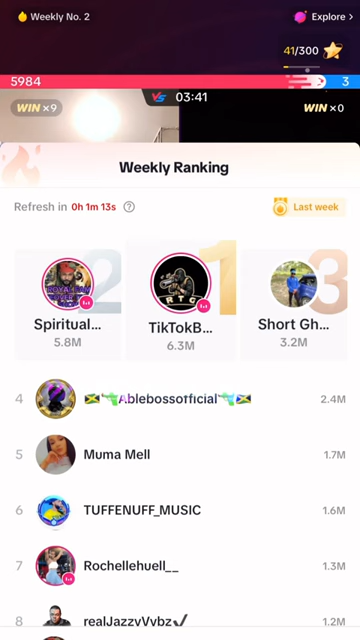 Weekly No. 2
Explore >
41/300
5984
3
WIN ×9
VS 03:41
WIN ×0
Weekly Ranking
Refresh in 0h 1m 13s
Last week
2
1
3
RTG
Spiritual...
TikTokB...
Short Gh...
5.8M
6.3M
3.2M
4 Ablebossofficial 2.4M
5 Muma Mell 1.7M
6 TUFFENUFF_MUSIC 1.6M
7 Rochellehuell__ 1.3M
8 realJazzyVybz✔ 1.2M